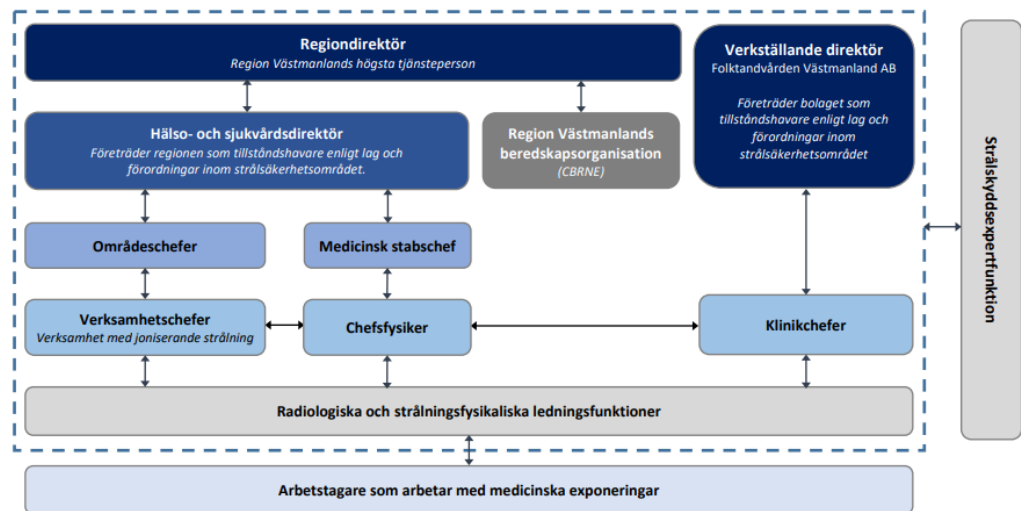 Regiondirektör
Region Västmanlands högsta tjänsteperson
Verkställande direktör
Folktandvården Västmanland AB
Företräder bolaget som
tillståndshavare enligt lag och
förordningar inom
strålsäkerhetsområdet
Hälso- och sjukvårdsdirektör
Företräder regionen som tillståndshavare enligt lag och
förordningar inom strålsäkerhetsområdet.
Region Västmanlands
beredskapsorganisation
(CBRNE)
Områdeschefer
Medicinsk stabschef
Verksamhetschefer
Verksamhet med joniserande strålning
Chefsfysiker
Klinikchefer
Radiologiska och strålningsfysikaliska ledningsfunktioner
Arbetstagare som arbetar med medicinska exponeringar
Strålskyddsexpertfunktion